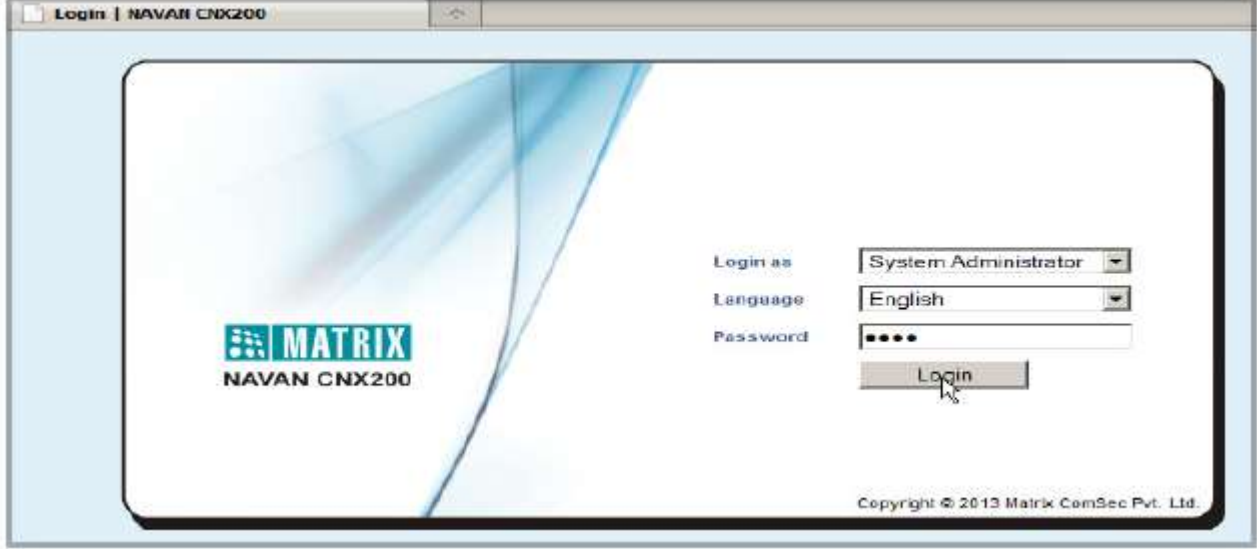 Login | NAVAN CNX200
Login as System Administrator
Language English
Password ••••
Login
MATRIX
NAVAN CNX200
Copyright © 2013 Matrix ComSec Pvt. Ltd.